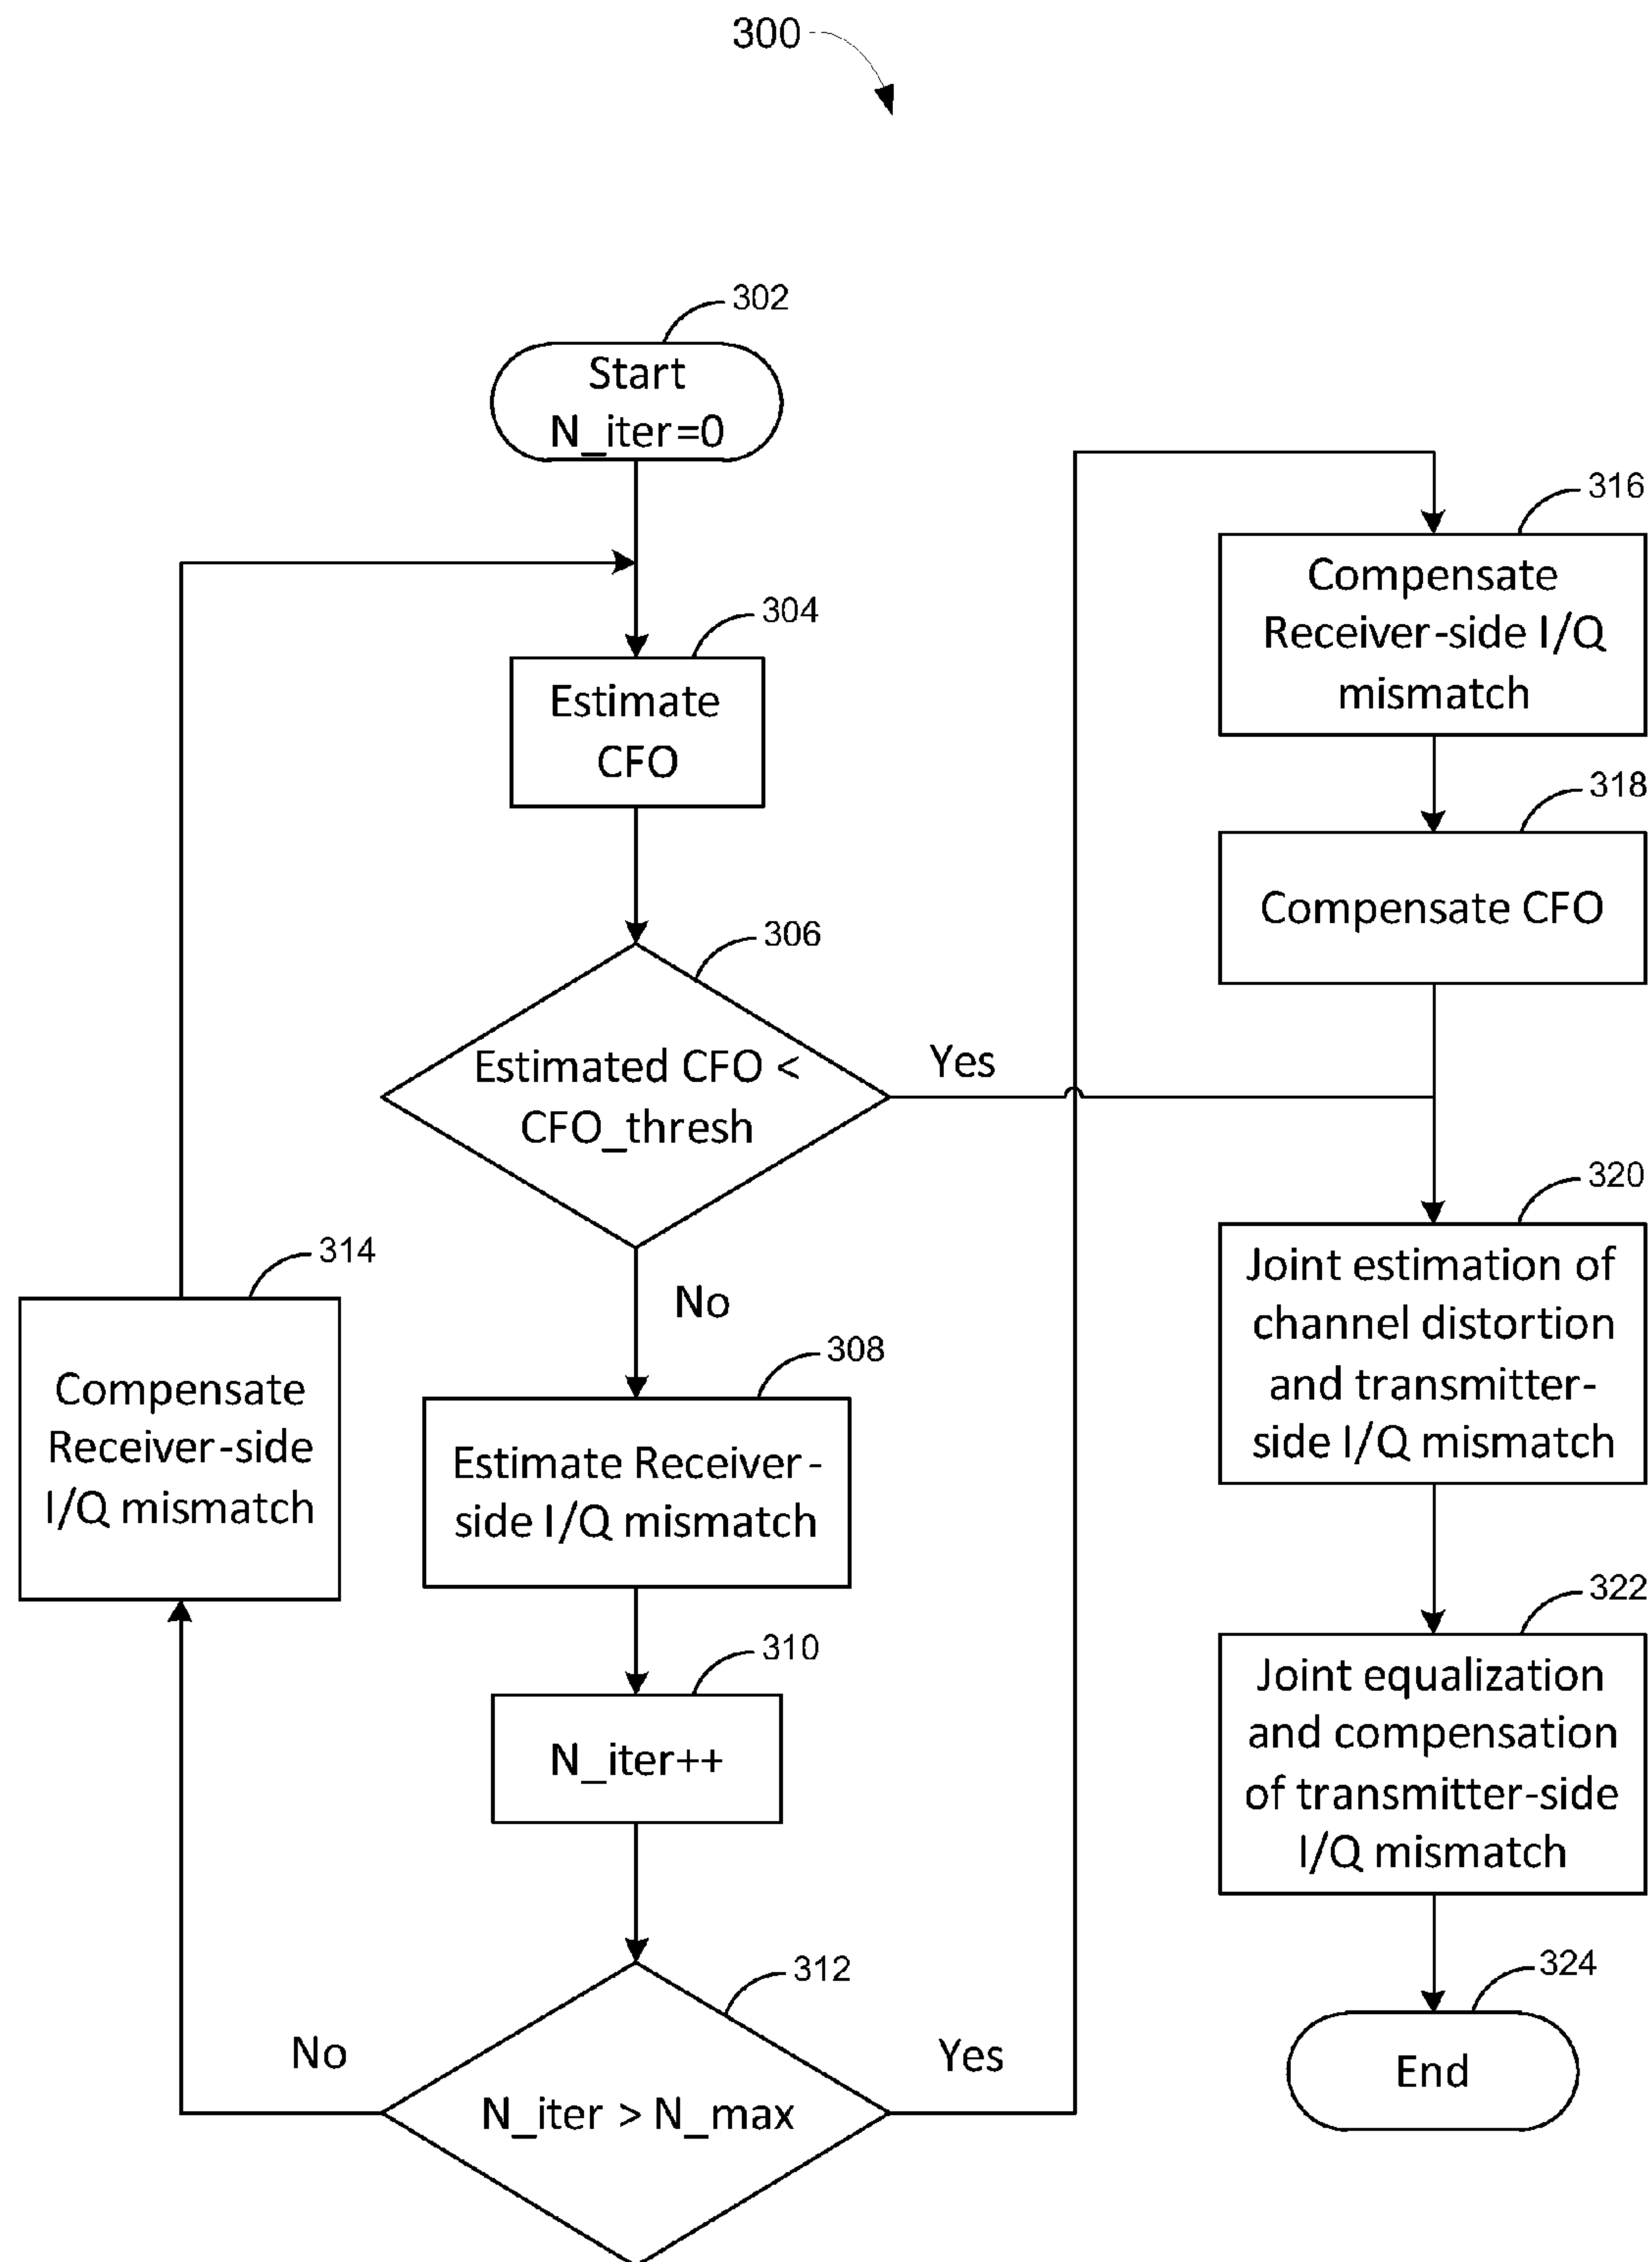 300
302
Start
N_iter=0
304
Estimate
CFO
306
Estimated CFO <
CFO_thresh
Yes
No
308
Estimate Receiver-
side I/Q mismatch
310
N_iter++
312
N_iter > N_max
No
Yes
314
Compensate
Receiver-side
I/Q mismatch
316
Compensate
Receiver-side I/Q
mismatch
318
Compensate CFO
320
Joint estimation of
channel distortion
and transmitter-
side I/Q mismatch
322
Joint equalization
and compensation
of transmitter-side
I/Q mismatch
324
End